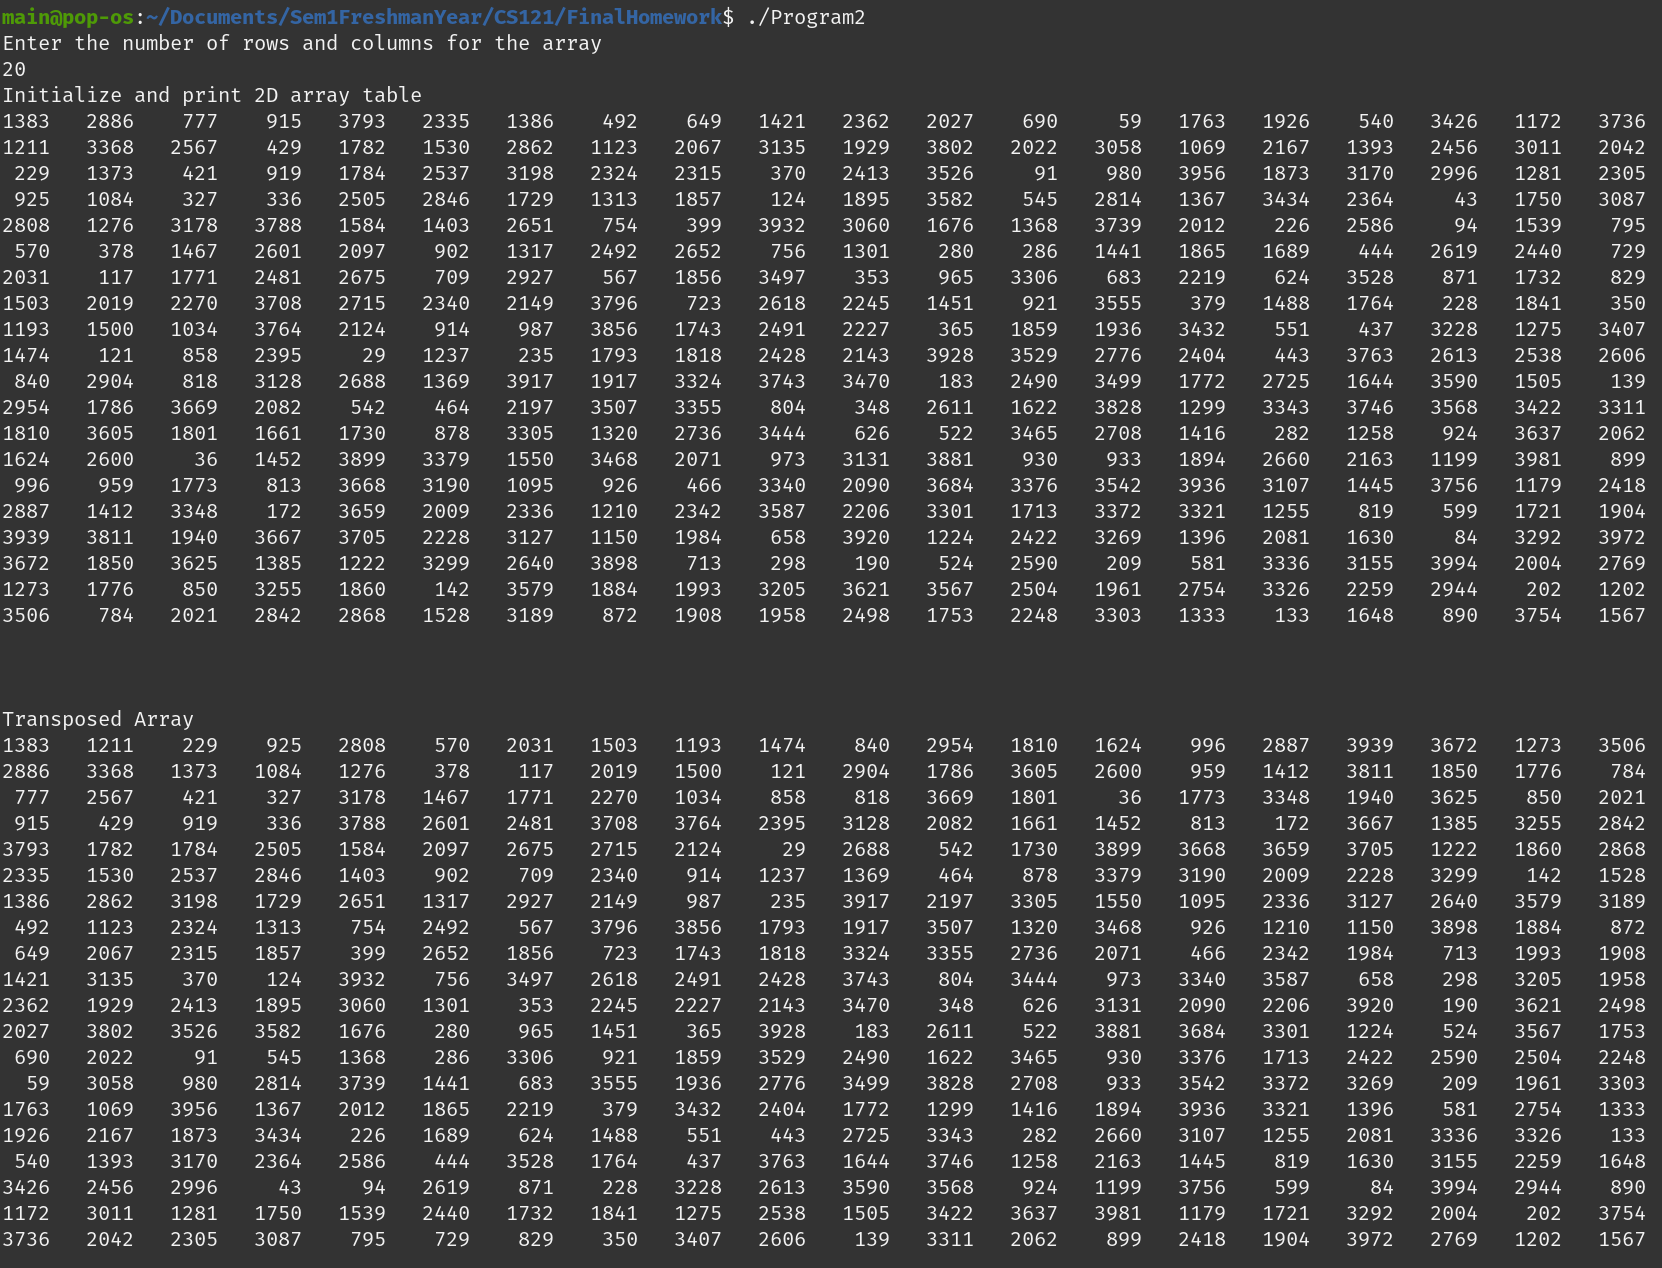 main@pop-os:~/Documents/Sem1FreshmanYear/CS121/FinalHomework$ ./Program2
Enter the number of rows and columns for the array
20
Initialize and print 2D array table
1383 2886 777 915 3793 2335 1386 492 649 1421 2362 2027 690 59 1763 1926 540 3426 1172 3736
1211 3368 2567 429 1782 1530 2862 1123 2067 3135 1929 3802 2022 3058 1069 2167 1393 2456 3011 2042
229 1373 421 919 1784 2537 3198 2324 2315 370 2413 3526 91 980 3956 1873 3170 2996 1281 2305
925 1084 327 336 2505 2846 1729 1313 1857 124 1895 3582 545 2814 1367 3434 2364 43 1750 3087
2808 1276 3178 3788 1584 1403 2651 754 399 3932 3060 1676 1368 3739 2012 226 2586 94 1539 795
570 378 1467 2601 2097 902 1317 2492 2652 756 1301 280 286 1441 1865 1689 444 2619 2440 729
2031 117 1771 2481 2675 709 2927 567 1856 3497 353 965 3306 683 2219 624 3528 871 1732 829
1503 2019 2270 3708 2715 2340 2149 3796 723 2618 2245 1451 921 3555 379 1488 1764 228 1841 350
1193 1500 1034 3764 2124 914 987 3856 1743 2491 2227 365 1859 1936 3432 551 437 3228 1275 3407
1474 121 858 2395 29 1237 235 1793 1818 2428 2143 3928 3529 2776 2404 443 3763 2613 2538 2606
840 2904 818 3128 2688 1369 3917 1917 3324 3743 3470 183 2490 3499 1772 2725 1644 3590 1505 139
2954 1786 3669 2082 542 464 2197 3507 3355 804 348 2611 1622 3828 1299 3343 3746 3568 3422 3311
1810 3605 1801 1661 1730 878 3305 1320 2736 3444 626 522 3465 2708 1416 282 1258 924 3637 2062
1624 2600 36 1452 3899 3379 1550 3468 2071 973 3131 3881 930 933 1894 2660 2163 1199 3981 899
996 959 1773 813 3668 3190 1095 926 466 3340 2090 3684 3376 3542 3936 3107 1445 3756 1179 2418
2887 1412 3348 172 3659 2009 2336 1210 2342 3587 2206 3301 1713 3372 3321 1255 819 599 1721 1904
3939 3811 1940 3667 3705 2228 3127 1150 1984 658 3920 1224 2422 3269 1396 2081 1630 84 3292 3972
3672 1850 3625 1385 1222 3299 2640 3898 713 298 190 524 2590 209 581 3336 3155 3994 2004 2769
1273 1776 850 3255 1860 142 3579 1884 1993 3205 3621 3567 2504 1961 2754 3326 2259 2944 202 1202
3506 784 2021 2842 2868 1528 3189 872 1908 1958 2498 1753 2248 3303 1333 133 1648 890 3754 1567
Transposed Array
1383 1211 229 925 2808 570 2031 1503 1193 1474 840 2954 1810 1624 996 2887 3939 3672 1273 3506
2886 3368 1373 1084 1276 378 117 2019 1500 121 2904 1786 3605 2600 959 1412 3811 1850 1776 784
777 2567 421 327 3178 1467 1771 2270 1034 858 818 3669 1801 36 1773 3348 1940 3625 850 2021
915 429 919 336 3788 2601 2481 3708 3764 2395 3128 2082 1661 1452 813 172 3667 1385 3255 2842
3793 1782 1784 2505 1584 2097 2675 2715 2124 29 2688 542 1730 3899 3668 3659 3705 1222 1860 2868
2335 1530 2537 2846 1403 902 709 2340 914 1237 1369 464 878 3379 3190 2009 2228 3299 142 1528
1386 2862 3198 1729 2651 1317 2927 2149 987 235 3917 2197 3305 1550 1095 2336 3127 2640 3579 3189
492 1123 2324 1313 754 2492 567 3796 3856 1793 1917 3507 1320 3468 926 1210 1150 3898 1884 872
649 2067 2315 1857 399 2652 1856 723 1743 1818 3324 3355 2736 2071 466 2342 1984 713 1993 1908
1421 3135 370 124 3932 756 3497 2618 2491 2428 3743 804 3444 973 3340 3587 658 298 3205 1958
2362 1929 2413 1895 3060 1301 353 2245 2227 2143 3470 348 626 3131 2090 2206 3920 190 3621 2498
2027 3802 3526 3582 1676 280 965 1451 365 3928 183 2611 522 3881 3684 3301 1224 524 3567 1753
690 2022 91 545 1368 286 3306 921 1859 3529 2490 1622 3465 930 3376 1713 2422 2590 2504 2248
59 3058 980 2814 3739 1441 683 3555 1936 2776 3499 3828 2708 933 3542 3372 3269 209 1961 3303
1763 1069 3956 1367 2012 1865 2219 379 3432 2404 1772 1299 1416 1894 3936 3321 1396 581 2754 1333
1926 2167 1873 3434 226 1689 624 1488 551 443 2725 3343 282 2660 3107 1255 2081 3336 3326 133
540 1393 3170 2364 2586 444 3528 1764 437 3763 1644 3746 1258 2163 1445 819 1630 3155 2259 1648
3426 2456 2996 43 94 2619 871 228 3228 2613 3590 3568 924 1199 3756 599 84 3994 2944 890
1172 3011 1281 1750 1539 2440 1732 1841 1275 2538 1505 3422 3637 3981 1179 1721 3292 2004 202 3754
3736 2042 2305 3087 795 729 829 350 3407 2606 139 3311 2062 899 2418 1904 3972 2769 1202 1567